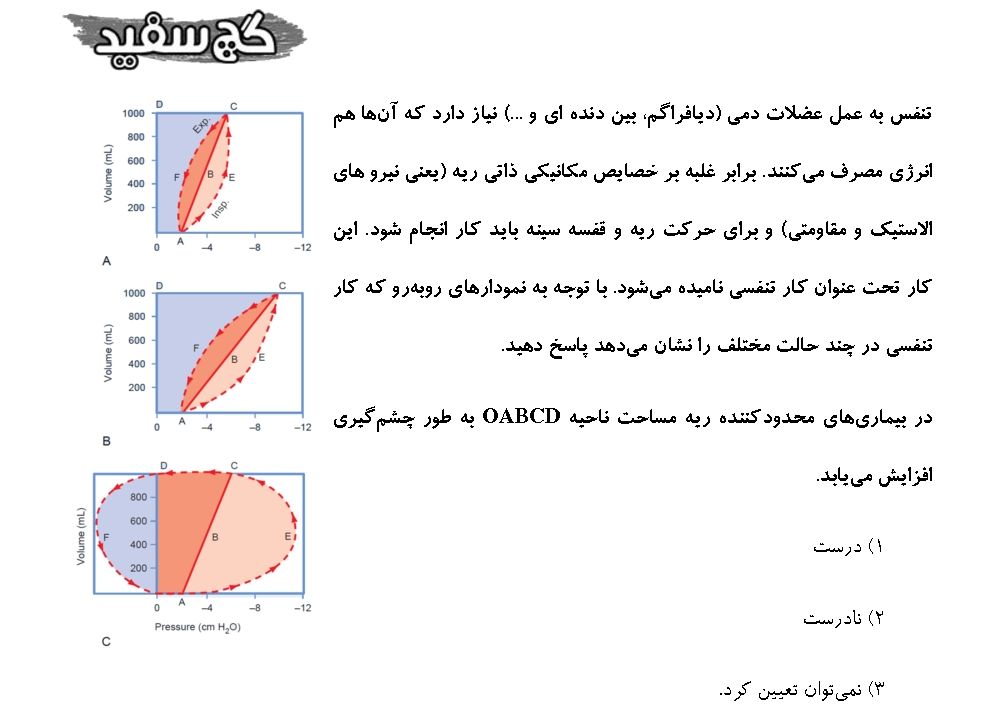 گچ سفید
تنفس به عمل عضلات دمی (دیافراگم، بین دنده ای و ...) نیاز دارد که آن‌ها هم
انرژی مصرف می‌کنند. برابر غلبه بر خصایص مکانیکی ذاتی ریه (یعنی نیرو های
الاستیک و مقاومتی) و برای حرکت ریه و قفسه سینه باید کار انجام شود. این
کار تحت عنوان کار تنفسی نامیده می‌شود. با توجه به نمودارهای روبه‌رو که کار
تنفسی در چند حالت مختلف را نشان می‌دهد پاسخ دهید.
در بیماری‌های محدودکننده ریه مساحت ناحیه OABCD به طور چشم‌گیری
افزایش می‌یابد.
۱) درست
۲) نادرست
۳) نمی‌توان تعیین کرد.
D C
1000
800
600
400
200
Volume (mL)
Exp.
F B E
Insp.
0 A –4 –8 –12
A
D C
1000
800
600
400
200
Volume (mL)
F B E
0 A –4 –8 –12
B
D C
800
600
400
200
Volume (mL)
F B E
0 A –4 –8 –12
Pressure (cm H₂O)
C